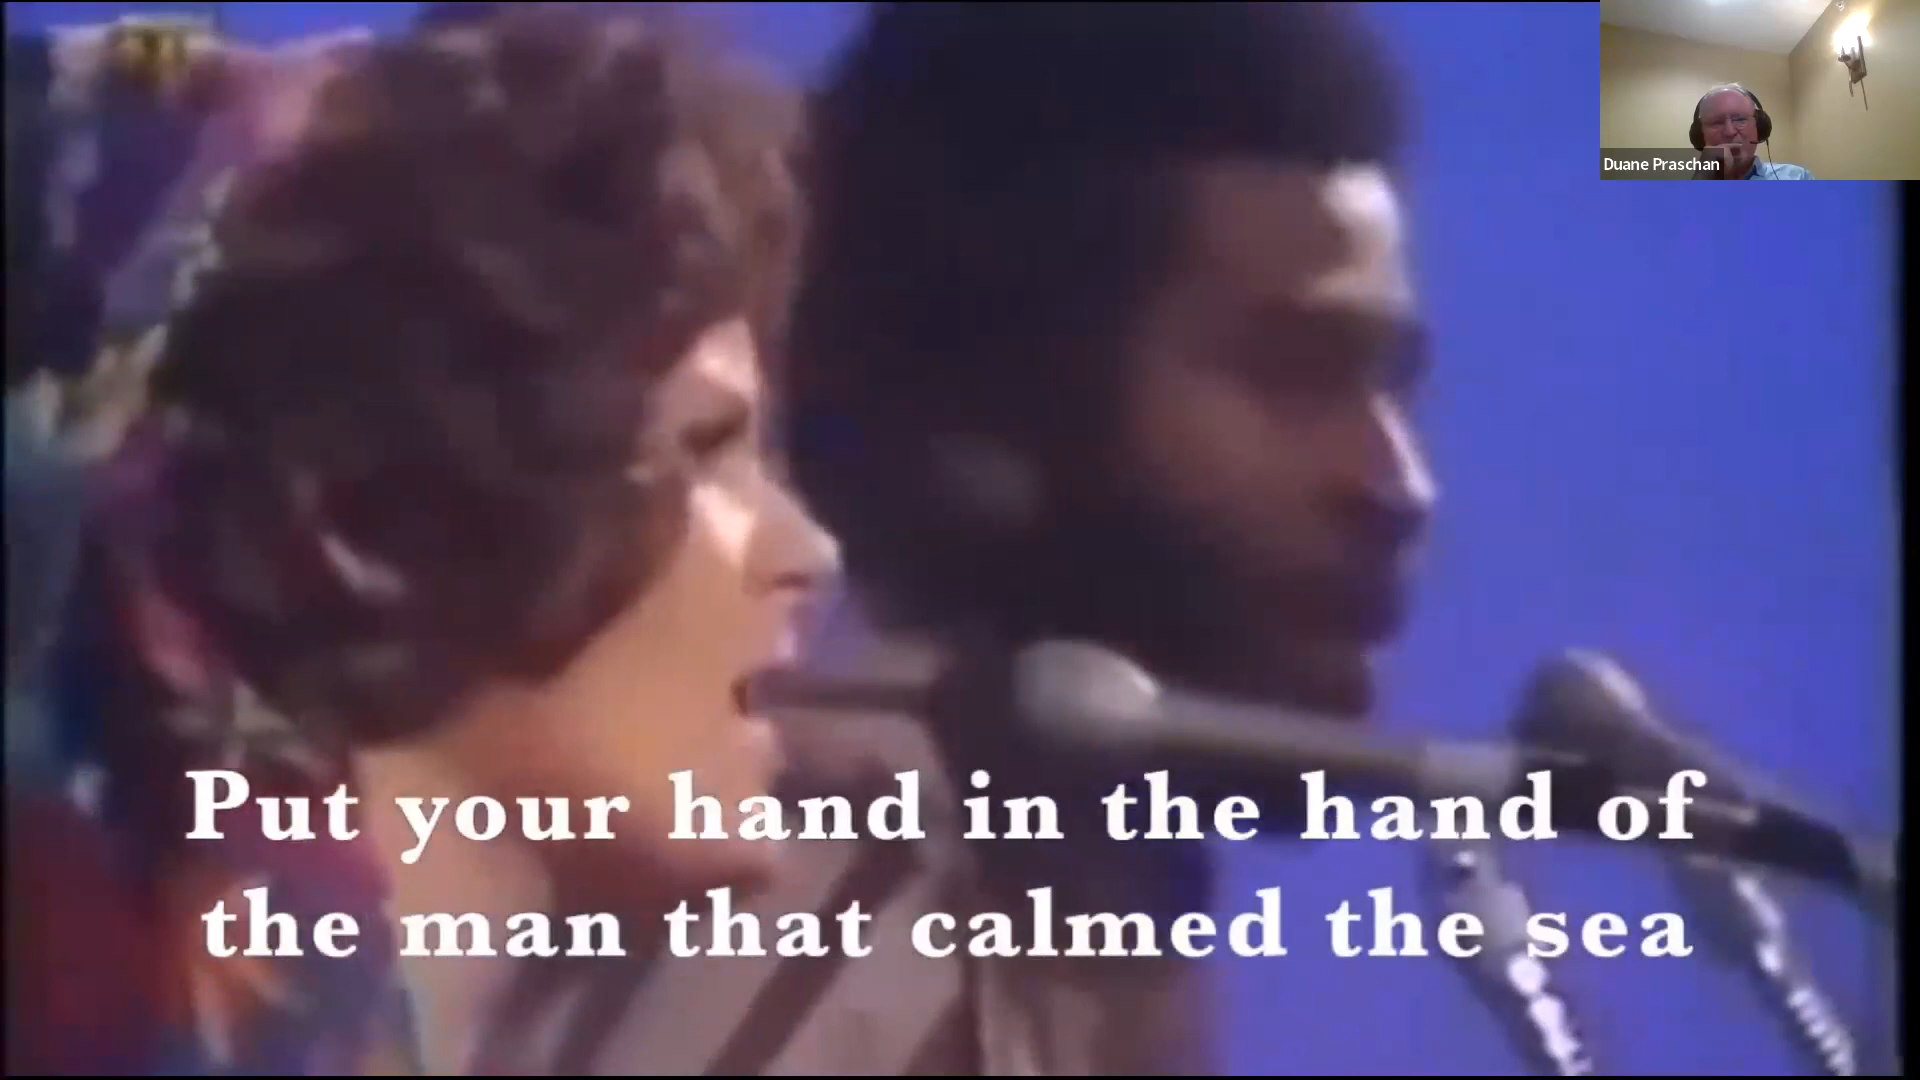 Duane Praschan
Put your hand in the hand of
the man that calmed the sea